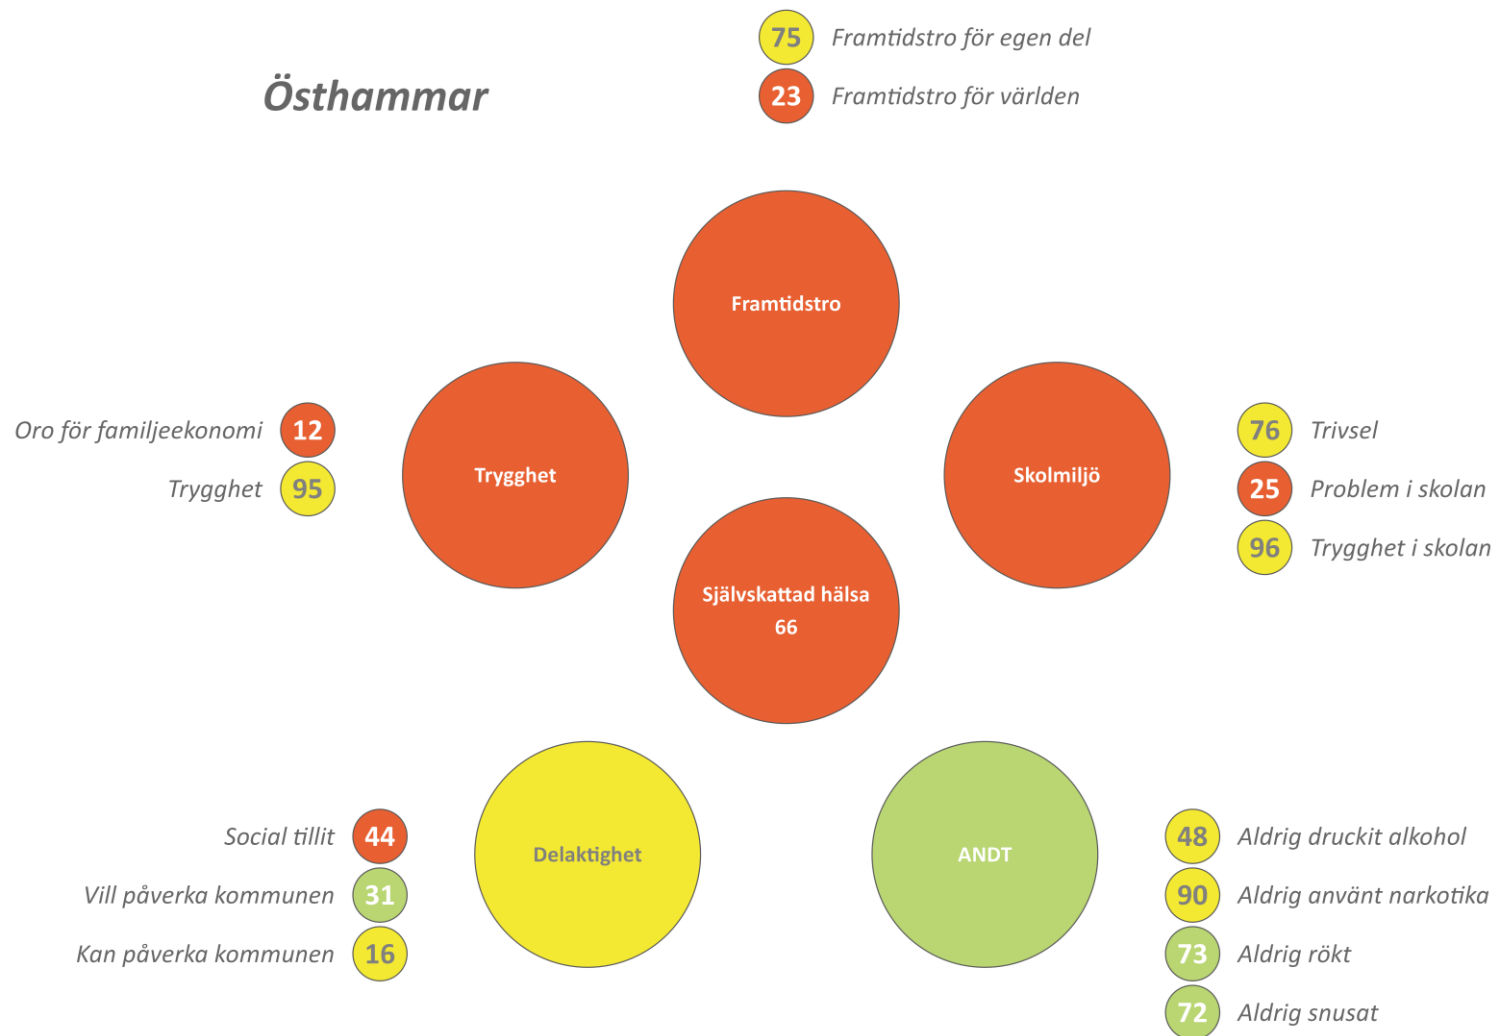 75 Framtidstro för egen del
Östhammar
23 Framtidstro för världen
Framtidstro
Oro för familjeekonomi 12
Trygghet 95
Trygghet
Skolmiljö
76 Trivsel
25 Problem i skolan
96 Trygghet i skolan
Självskattad hälsa
66
Social tillit 44
Vill påverka kommunen 31
Kan påverka kommunen 16
Delaktighet
ANDT
48 Aldrig druckit alkohol
90 Aldrig använt narkotika
73 Aldrig rökt
72 Aldrig snusat